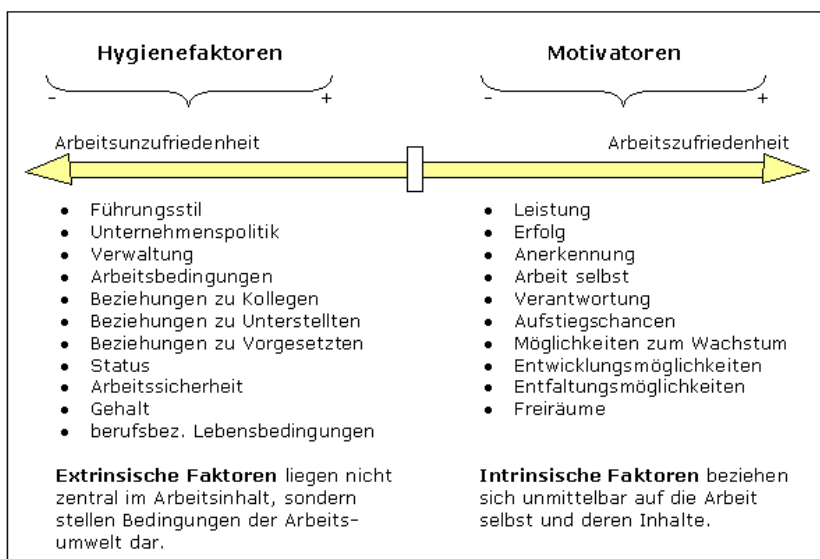 Hygienefaktoren
- +
Arbeitsunzufriedenheit
• Führungsstil
• Unternehmenspolitik
• Verwaltung
• Arbeitsbedingungen
• Beziehungen zu Kollegen
• Beziehungen zu Unterstellten
• Beziehungen zu Vorgesetzten
• Status
• Arbeitssicherheit
• Gehalt
• berufsbez. Lebensbedingungen
Extrinsische Faktoren liegen nicht
zentral im Arbeitsinhalt, sondern
stellen Bedingungen der Arbeits-
umwelt dar.
Motivatoren
- +
Arbeitszufriedenheit
• Leistung
• Erfolg
• Anerkennung
• Arbeit selbst
• Verantwortung
• Aufstiegschancen
• Möglichkeiten zum Wachstum
• Entwicklungsmöglichkeiten
• Entfaltungsmöglichkeiten
• Freiräume
Intrinsische Faktoren beziehen
sich unmittelbar auf die Arbeit
selbst und deren Inhalte.